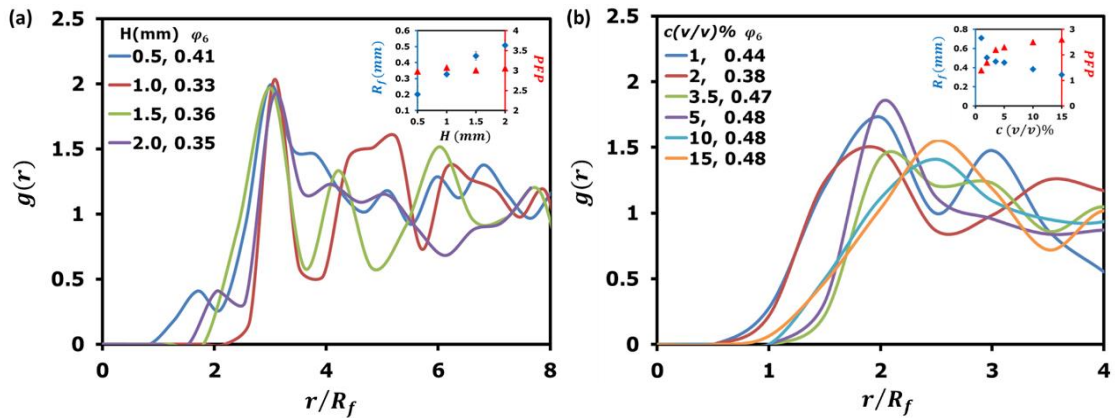 (a)
2.5
2
1.5
1
0.5
0
g(r)
H(mm) φ6
0.5, 0.41
1.0, 0.33
1.5, 0.36
2.0, 0.35
0.6
0.5
0.4
0.3
0.2
0.1
Rf(mm)
4
3
2
1
0
PFP
0.5 1 1.5 2
H (mm)
0 2 4 6 8
r/Rf
(b)
2.5
2
1.5
1
0.5
0
g(r)
c(v/v)% φ6
1, 0.44
2, 0.38
3.5, 0.47
5, 0.48
10, 0.48
15, 0.48
0.8
0.6
0.4
0.2
0
Rf(mm)
3
2
1
0
PFP
0 5 10 15
c (v/v)%
0 1 2 3 4
r/Rf